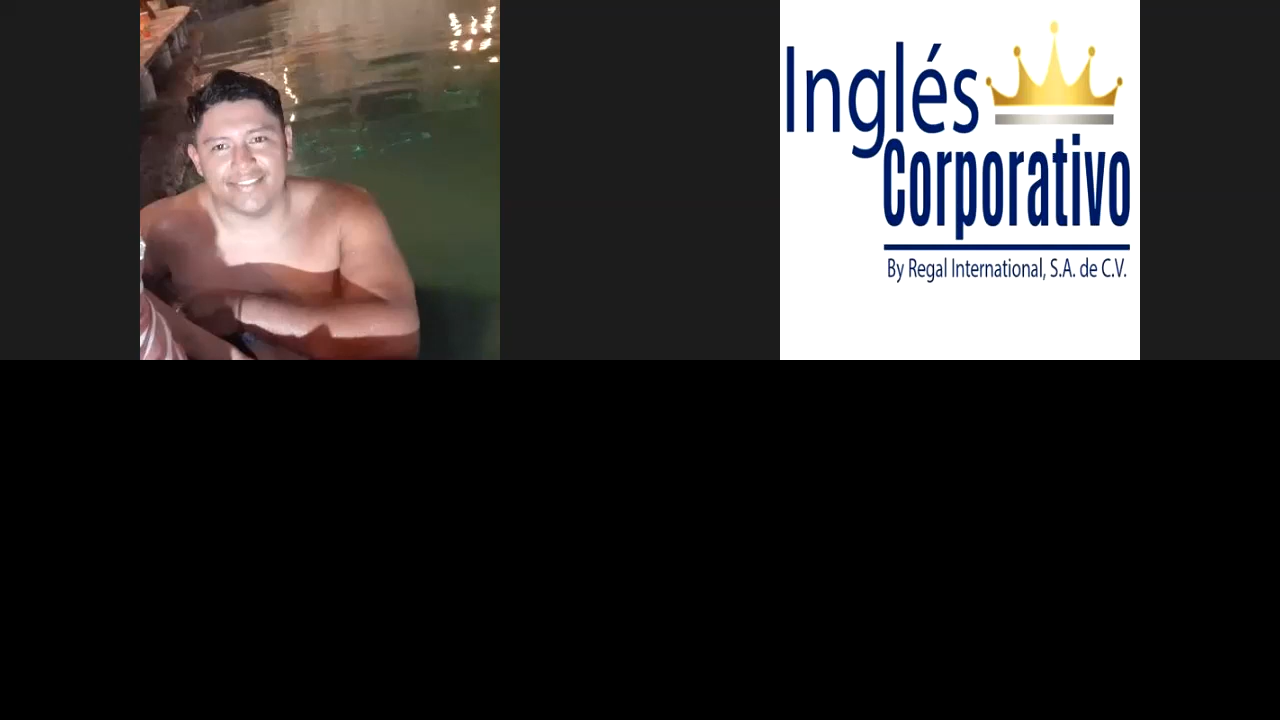 Inglés
Corporativo
By Regal International, S.A. de C.V.